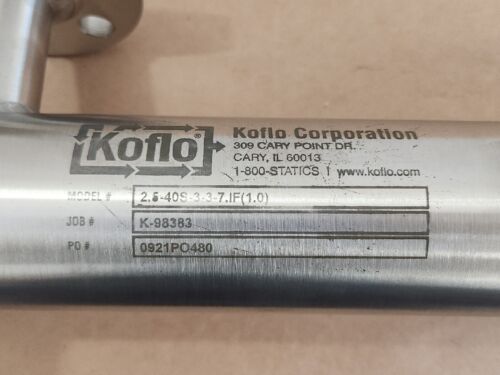 Koflo®
Koflo Corporation
309 CARY POINT DR.
CARY, IL 60013
1-800-STATICS | www.koflo.com
MODEL # 2.5-40S-3-3-7.IF(1.0)
JOB # K-98383
PO # 0921PO480